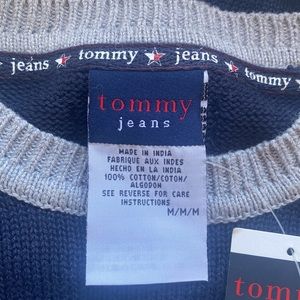 jeans ★ tommy ★ jeans ★ tommy ★ jeans
tommy
jeans
MADE IN INDIA
FABRIQUE AUX INDES
HECHO EN LA INDIA
100% COTTON/COTON/
ALGODON
SEE REVERSE FOR CARE
INSTRUCTIONS
M/M/M
tomm